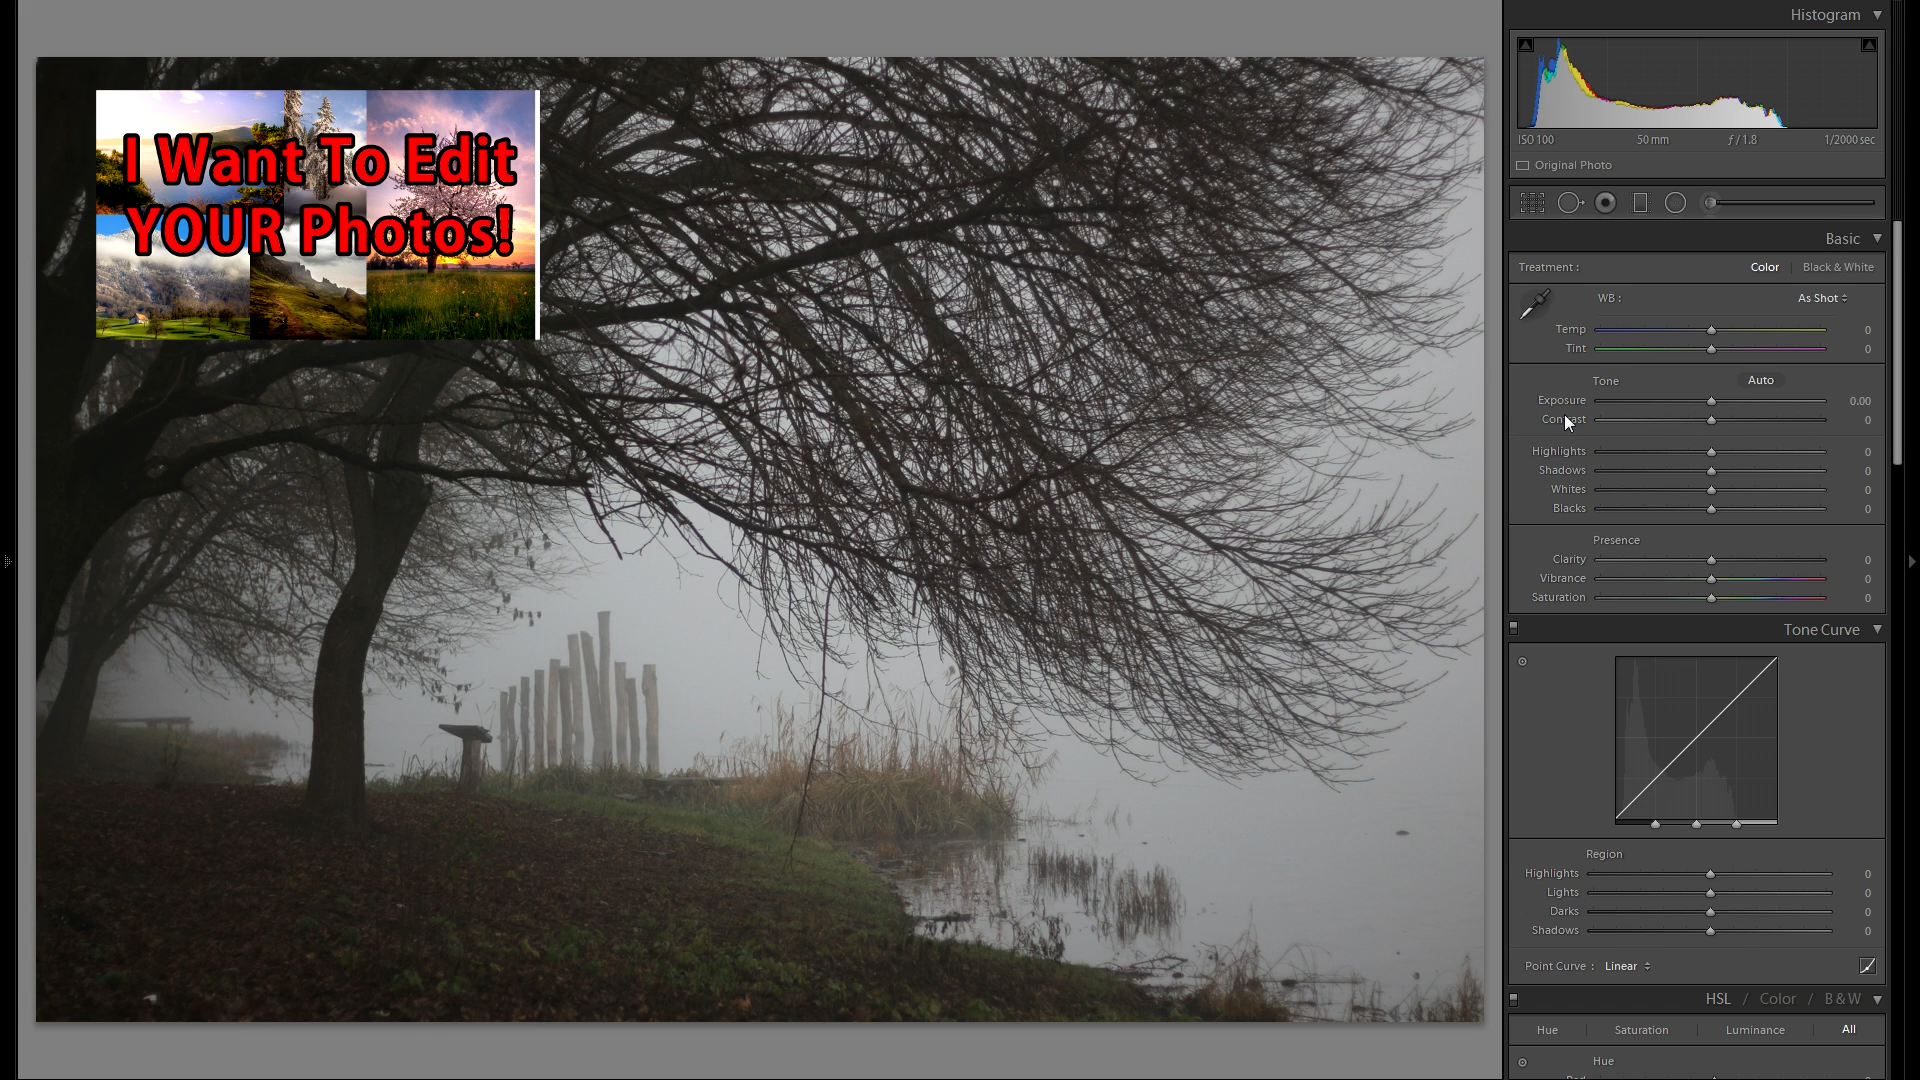 I Want To Edit
YOUR Photos!
Histogram
ISO 100 50 mm ƒ / 1.8 1/2000 sec
Original Photo
Basic
Treatment : Color Black & White
WB : As Shot
Temp 0
Tint 0
Tone Auto
Exposure 0.00
Contrast 0
Highlights 0
Shadows 0
Whites 0
Blacks 0
Presence
Clarity 0
Vibrance 0
Saturation 0
Tone Curve
Region
Highlights 0
Lights 0
Darks 0
Shadows 0
Point Curve : Linear
HSL / Color / B & W
Hue Saturation Luminance All
Hue